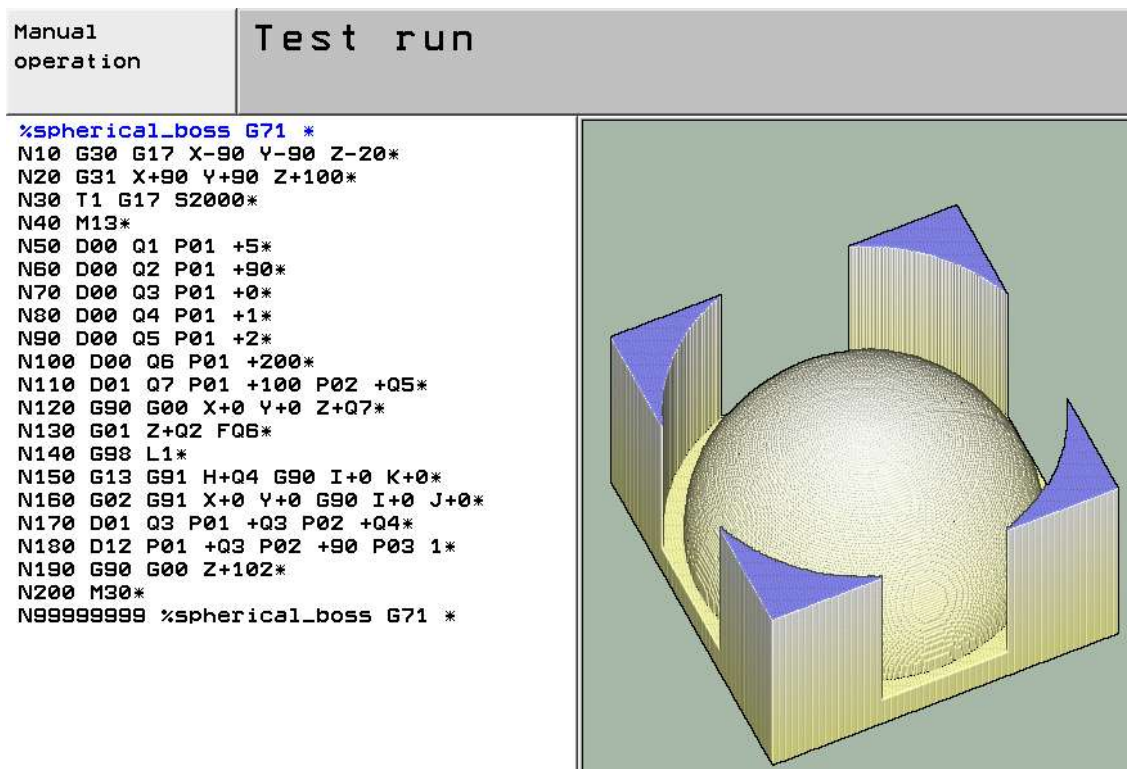 Manual
operation
Test run
%spherical_boss G71 *
N10 G30 G17 X-90 Y-90 Z-20*
N20 G31 X+90 Y+90 Z+100*
N30 T1 G17 S2000*
N40 M13*
N50 D00 Q1 P01 +5*
N60 D00 Q2 P01 +90*
N70 D00 Q3 P01 +0*
N80 D00 Q4 P01 +1*
N90 D00 Q5 P01 +2*
N100 D00 Q6 P01 +200*
N110 D01 Q7 P01 +100 P02 +Q5*
N120 G90 G00 X+0 Y+0 Z+Q7*
N130 G01 Z+Q2 FQ6*
N140 G98 L1*
N150 G13 G91 H+Q4 G90 I+0 K+0*
N160 G02 G91 X+0 Y+0 G90 I+0 J+0*
N170 D01 Q3 P01 +Q3 P02 +Q4*
N180 D12 P01 +Q3 P02 +90 P03 1*
N190 G90 G00 Z+102*
N200 M30*
N99999999 %spherical_boss G71 *